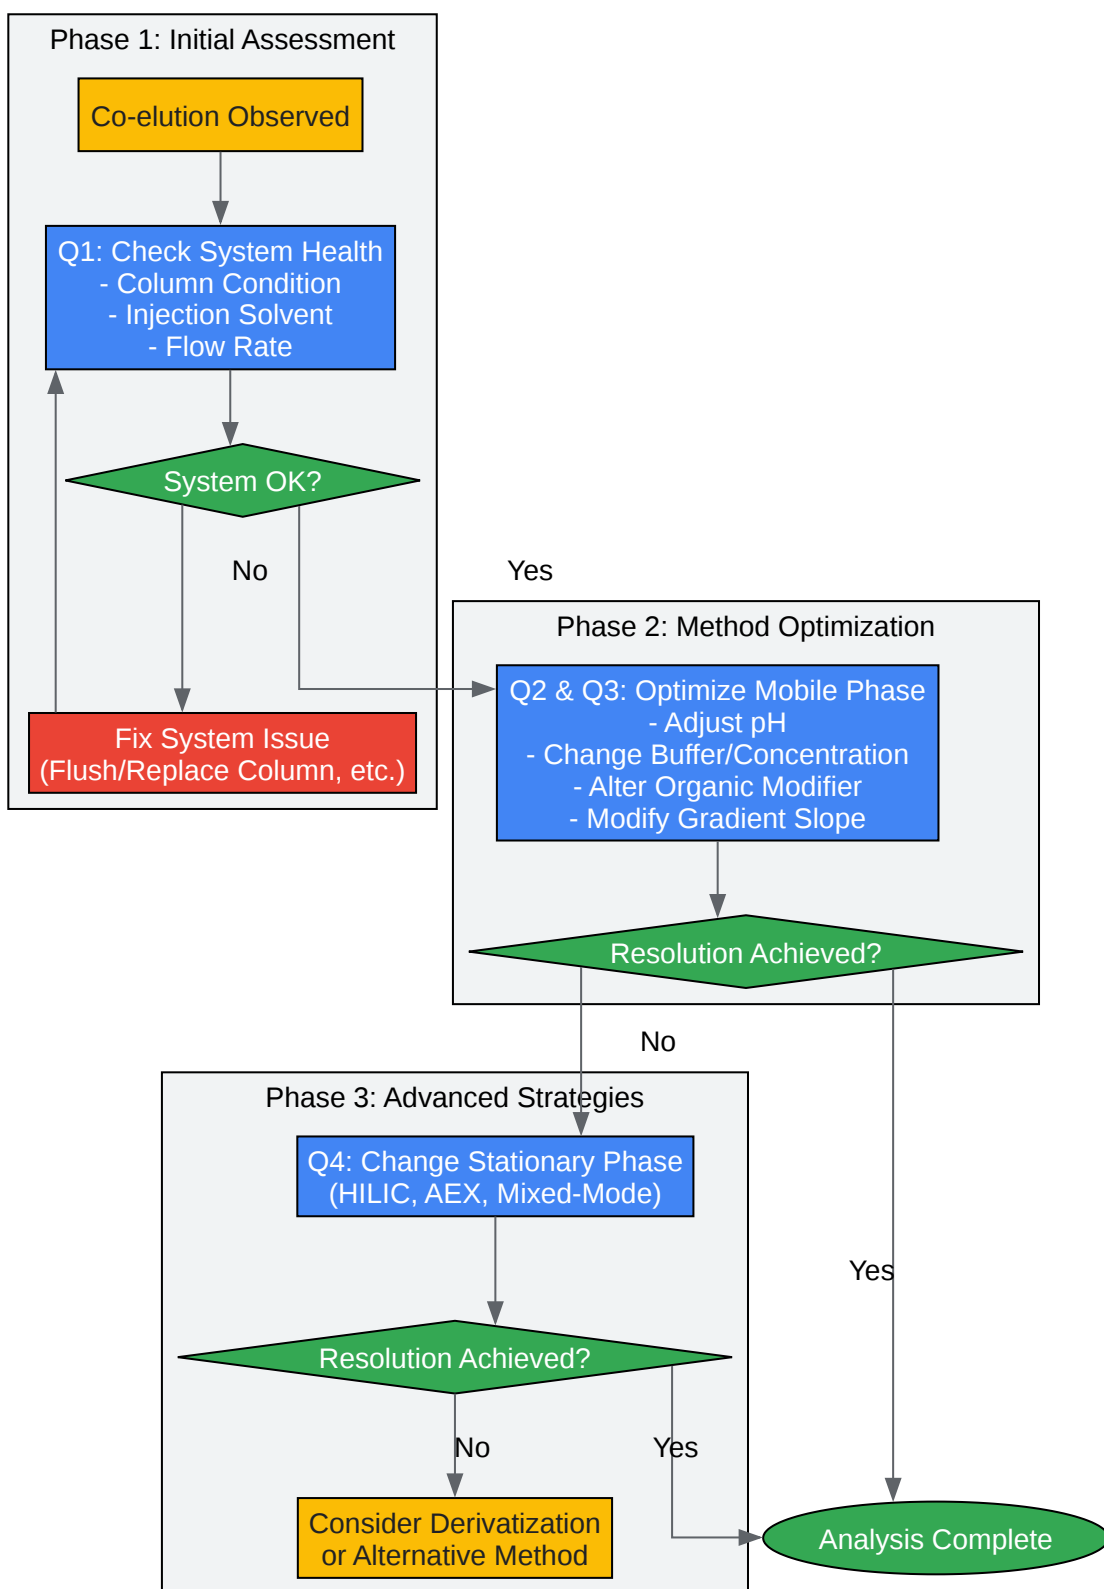 Phase 1: Initial Assessment
Co-elution Observed
Q1: Check System Health
- Column Condition
- Injection Solvent
- Flow Rate
System OK?
No
Yes
Fix System Issue
(Flush/Replace Column, etc.)
Phase 2: Method Optimization
Q2 & Q3: Optimize Mobile Phase
- Adjust pH
- Change Buffer/Concentration
- Alter Organic Modifier
- Modify Gradient Slope
Resolution Achieved?
No
Yes
Phase 3: Advanced Strategies
Q4: Change Stationary Phase
(HILIC, AEX, Mixed-Mode)
Resolution Achieved?
No
Yes
Consider Derivatization
or Alternative Method
Analysis Complete